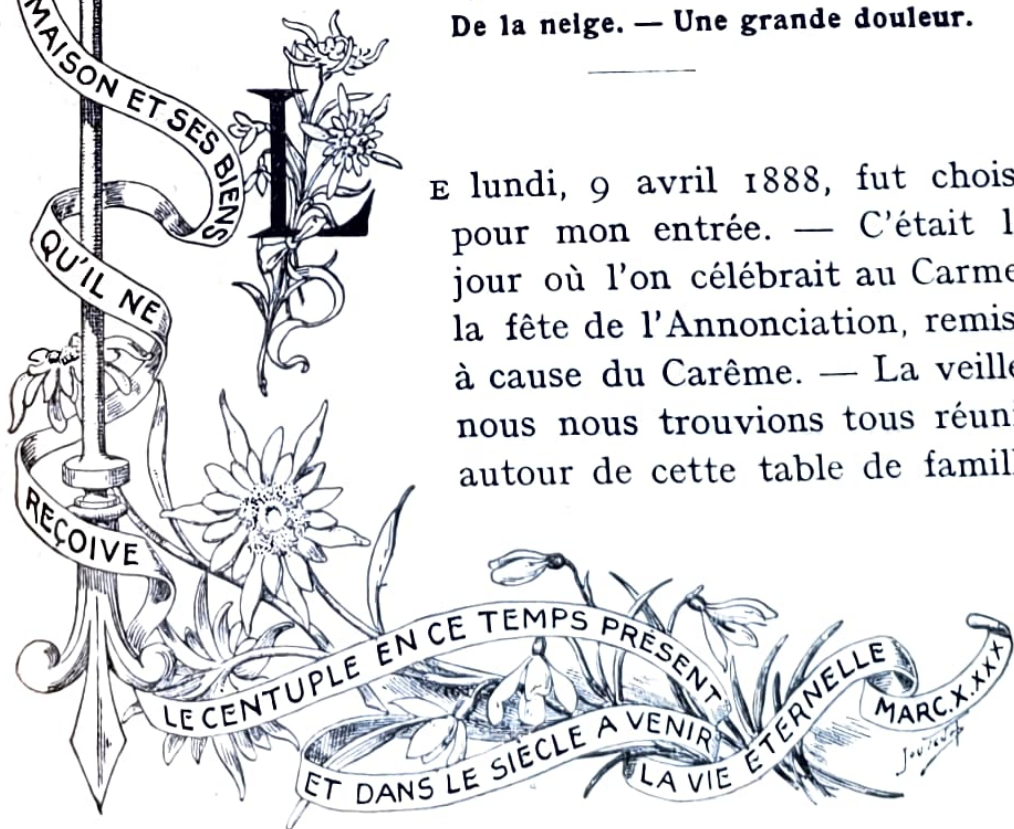 De la neige. — Une grande douleur.
MAISON ET SES BIENS
QU'IL NE
REÇOIVE
LE CENTUPLE EN CE TEMPS PRÉSENT
ET DANS LE SIÈCLE A VENIR
LA VIE ÉTERNELLE
MARC.X.XXX
LE lundi, 9 avril 1888, fut chois
pour mon entrée. — C'était l
jour où l'on célébrait au Carme
la fête de l'Annonciation, remis
à cause du Carême. — La veille
nous nous trouvions tous réuni
autour de cette table de famill